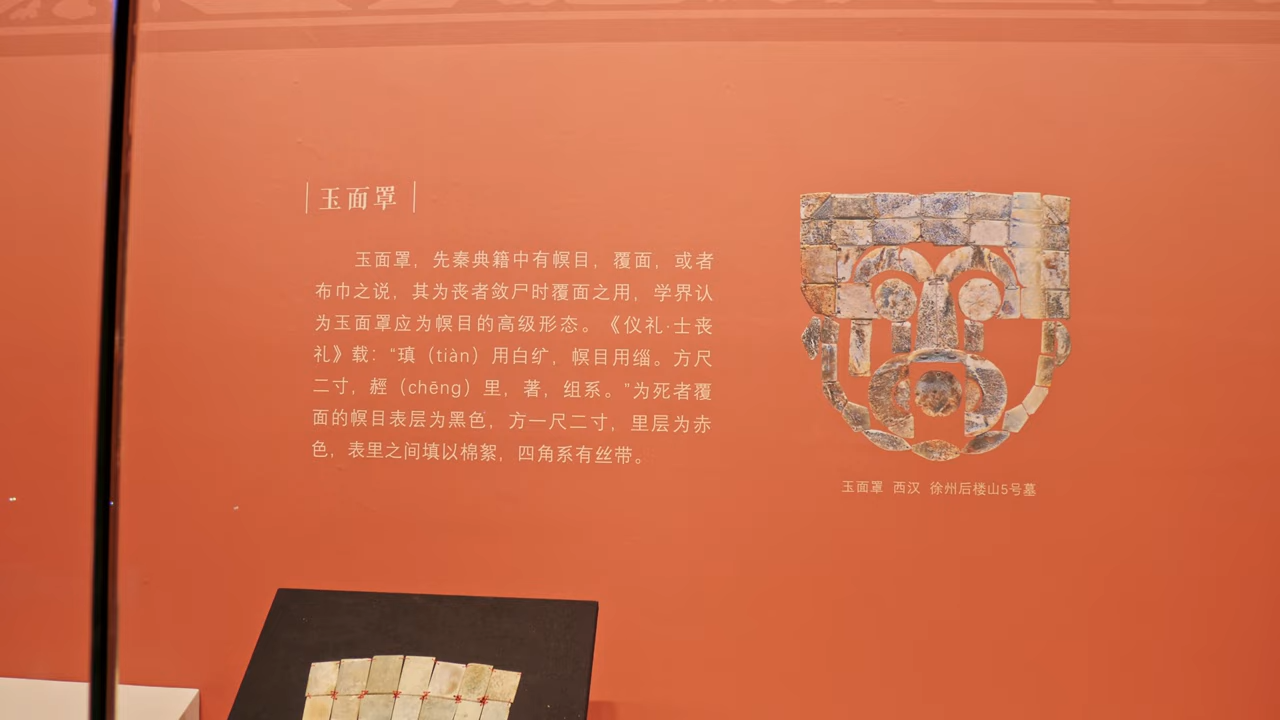 玉面罩
玉面罩，先秦典籍中有幎目，覆面，或者
布巾之说，其为丧者敛尸时覆面之用，学界认
为玉面罩应为幎目的高级形态。《仪礼·士丧
礼》载：“瑱（tiàn）用白纩，幎目用缁。方尺
二寸，䞓（chēng）里，著，组系。”为死者覆
面的幎目表层为黑色，方一尺二寸，里层为赤
色，表里之间填以棉絮，四角系有丝带。
玉面罩 西汉 徐州后楼山5号墓